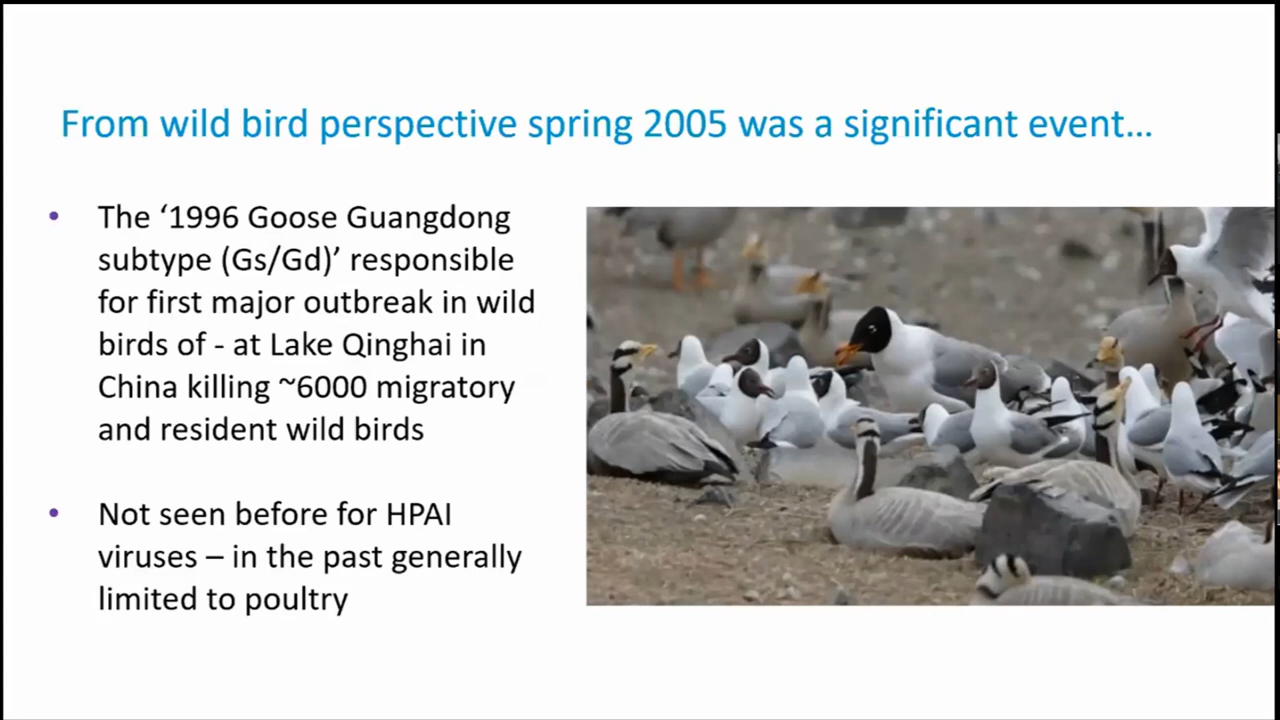 From wild bird perspective spring 2005 was a significant event…
• The ‘1996 Goose Guangdong
subtype (Gs/Gd)’ responsible
for first major outbreak in wild
birds of - at Lake Qinghai in
China killing ~6000 migratory
and resident wild birds
• Not seen before for HPAI
viruses – in the past generally
limited to poultry